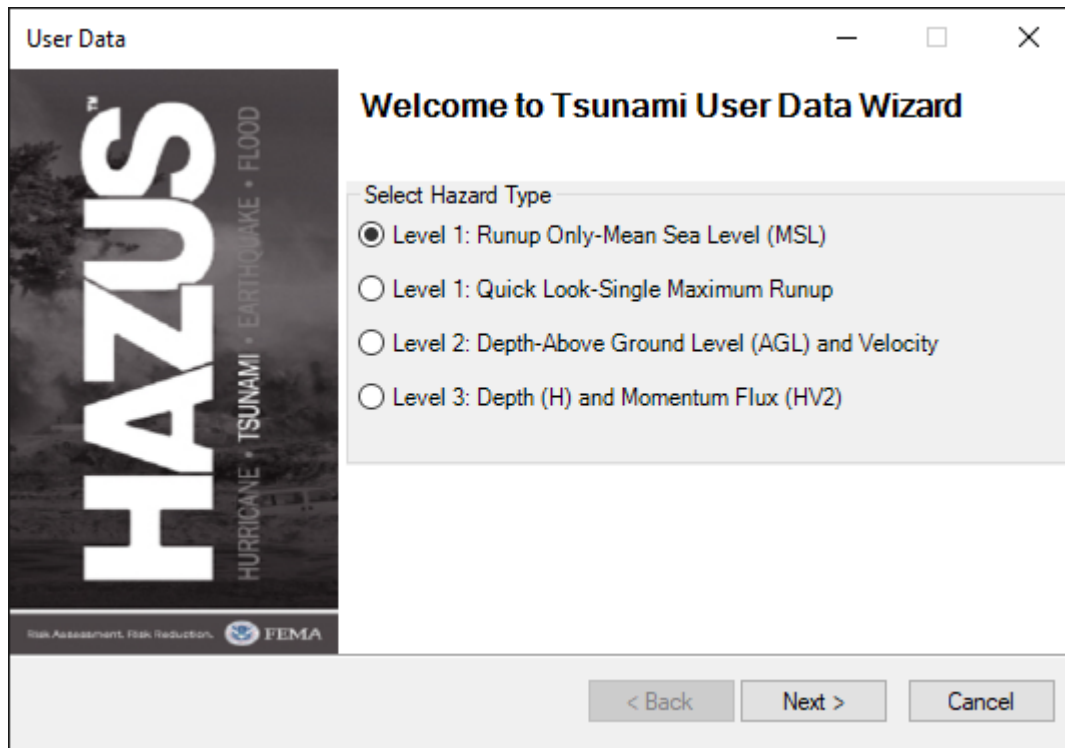 User Data
HAZUS™
HURRICANE • TSUNAMI • EARTHQUAKE • FLOOD
Risk Assessment. Risk Reduction. FEMA
Welcome to Tsunami User Data Wizard
Select Hazard Type
Level 1: Runup Only-Mean Sea Level (MSL)
Level 1: Quick Look-Single Maximum Runup
Level 2: Depth-Above Ground Level (AGL) and Velocity
Level 3: Depth (H) and Momentum Flux (HV2)
< Back Next > Cancel